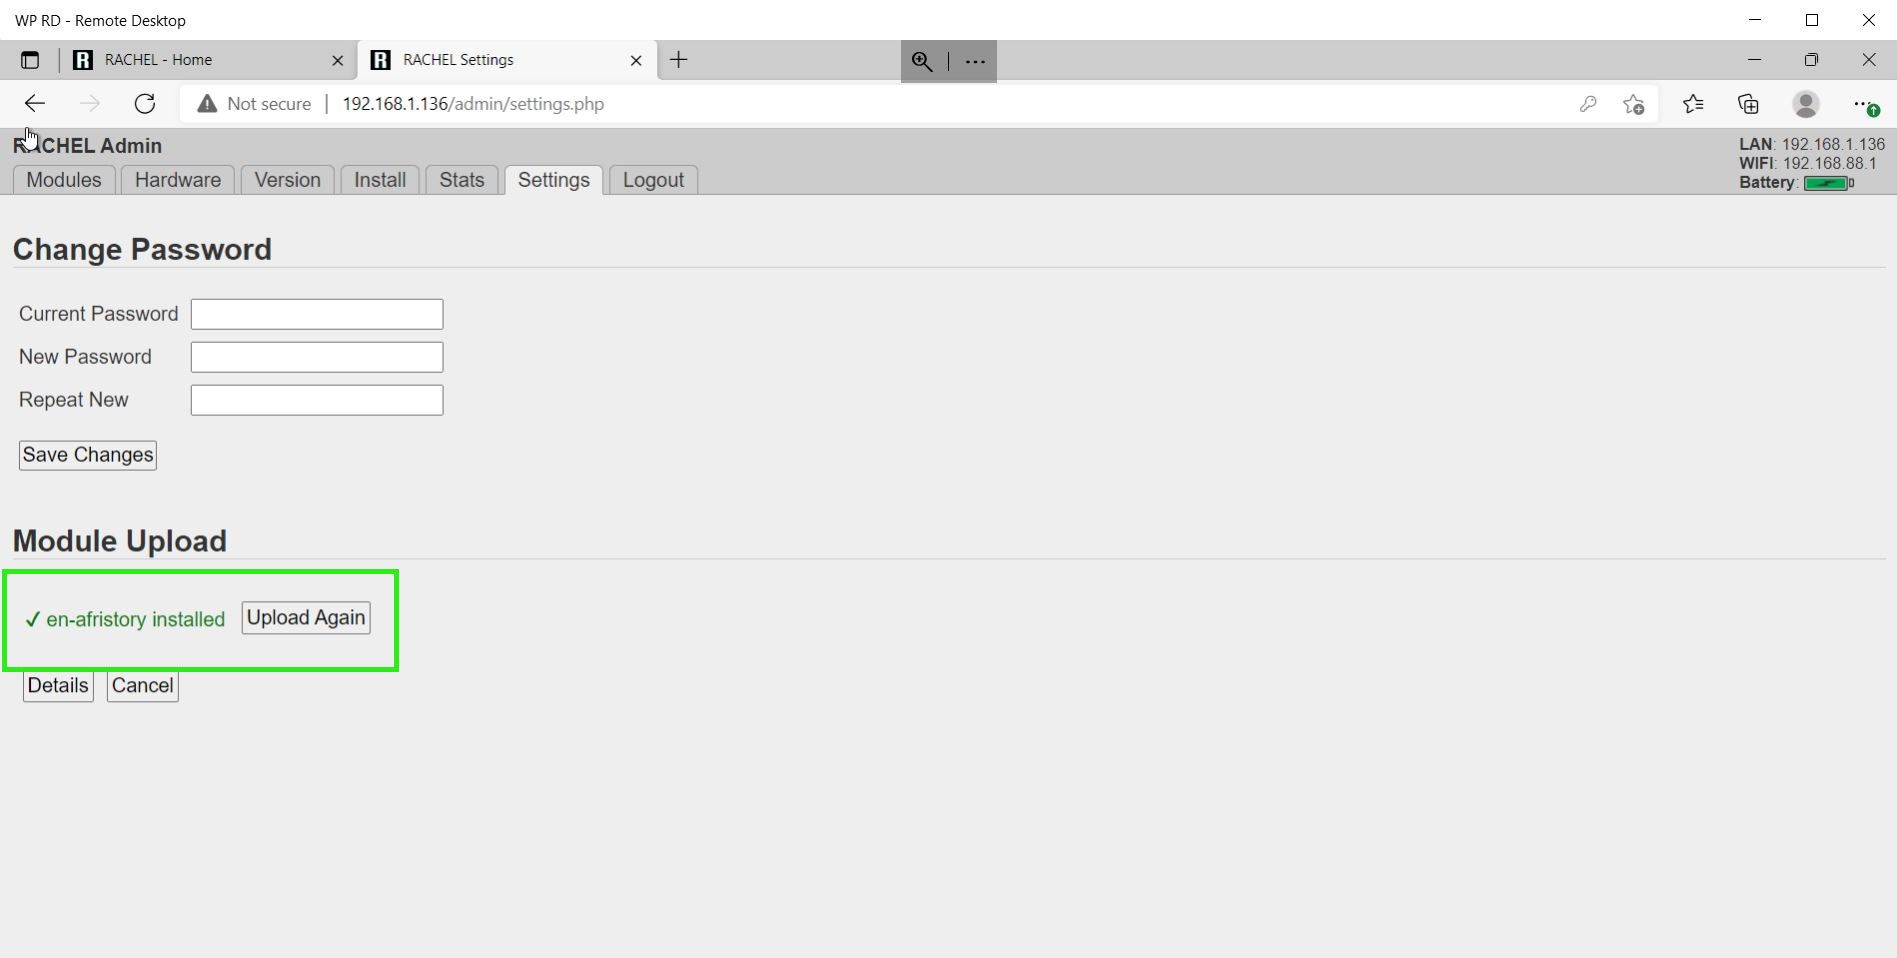 WP RD - Remote Desktop
RACHEL - Home
RACHEL Settings
Not secure | 192.168.1.136/admin/settings.php
RACHEL Admin
LAN: 192.168.1.136
WIFI: 192.168.88.1
Battery:
Modules Hardware Version Install Stats Settings Logout
Change Password
Current Password
New Password
Repeat New
Save Changes
Module Upload
✓ en-afristory installed Upload Again
Details Cancel